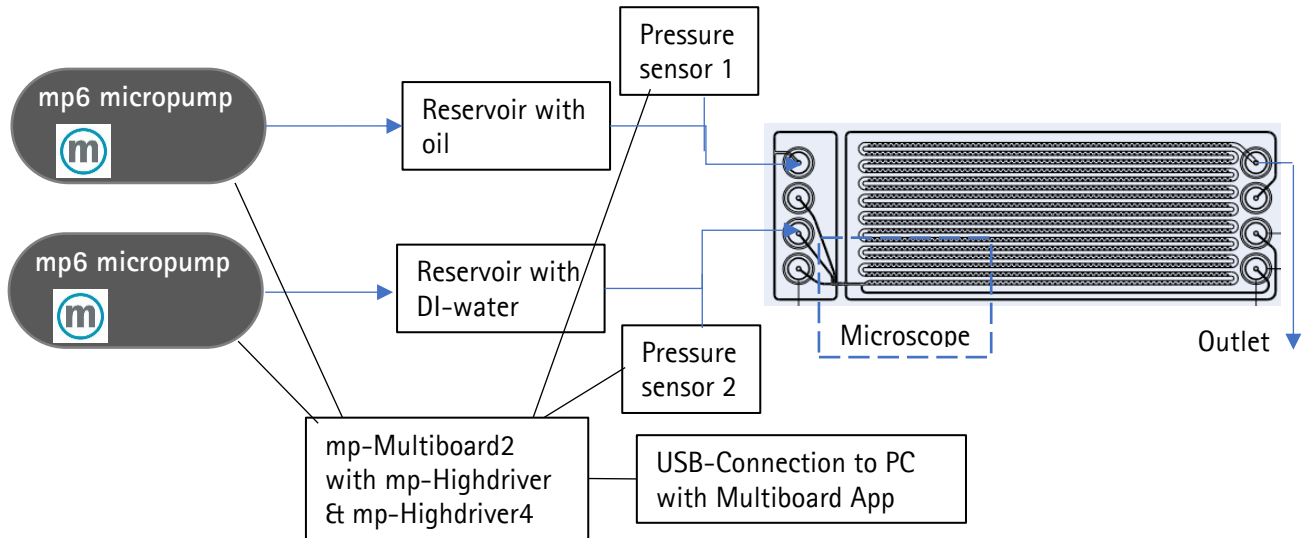 Pressure
sensor 1
mp6 micropump
m
Reservoir with
oil
mp6 micropump
m
Reservoir with
DI-water
Microscope
Outlet
Pressure
sensor 2
mp-Multiboard2
with mp-Highdriver
& mp-Highdriver4
USB-Connection to PC
with Multiboard App